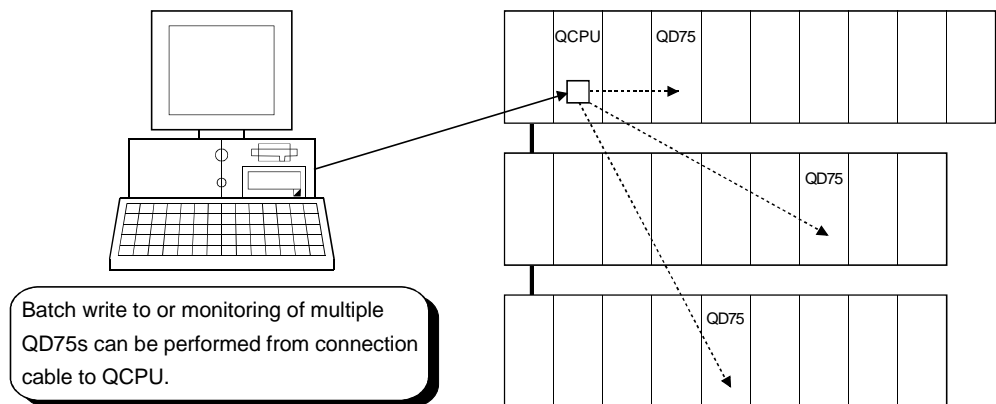 QCPU QD75
QD75
QD75
Batch write to or monitoring of multiple
QD75s can be performed from connection
cable to QCPU.